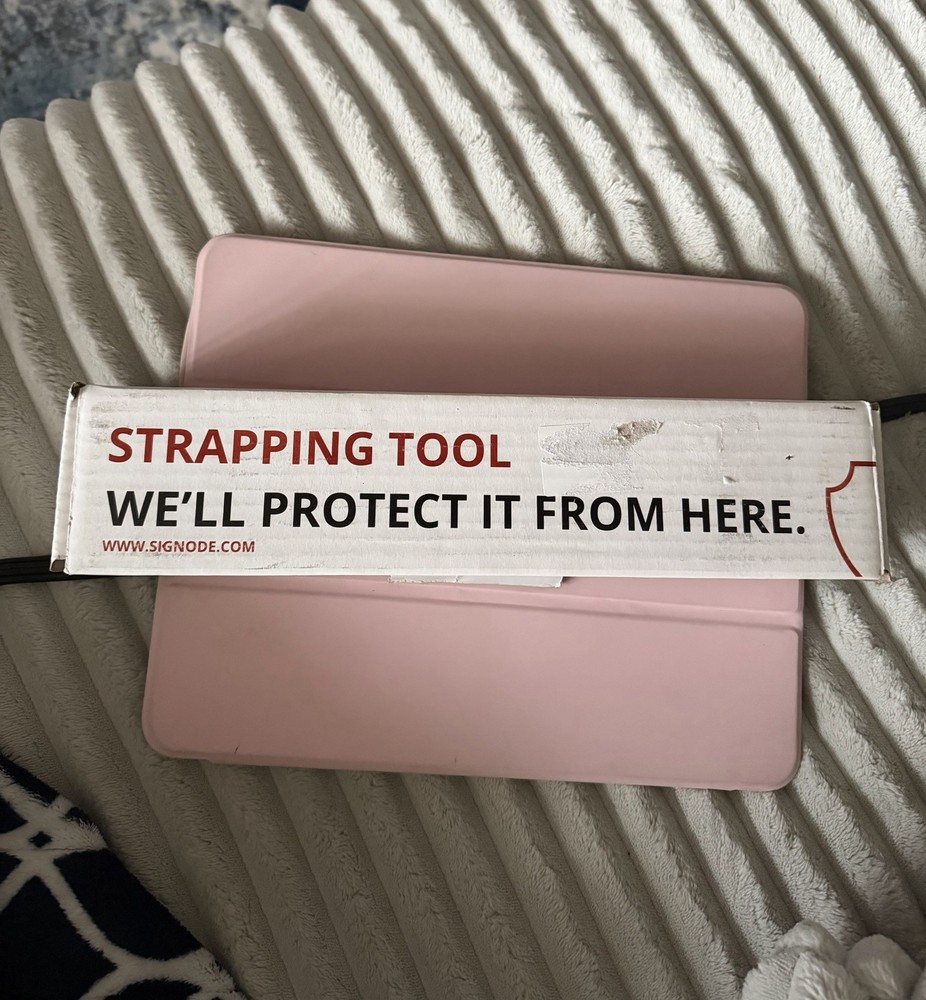 STRAPPING TOOL
WE’LL PROTECT IT FROM HERE.
WWW.SIGNODE.COM